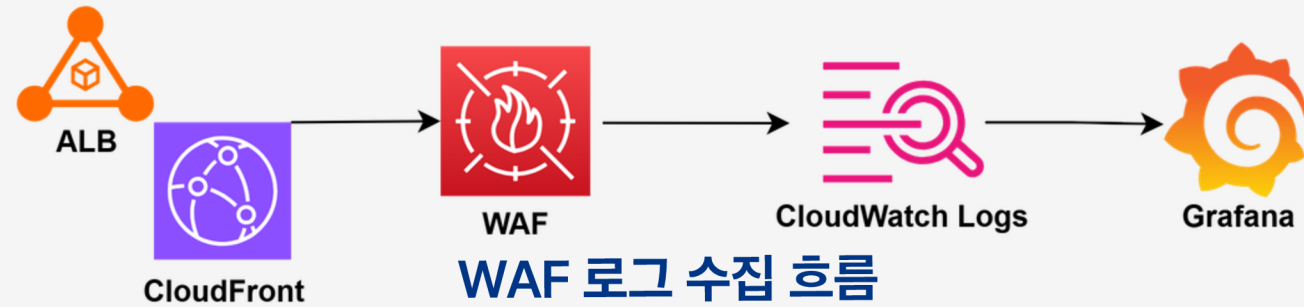 ALB
CloudFront
WAF
CloudWatch Logs
Grafana
WAF 로그 수집 흐름